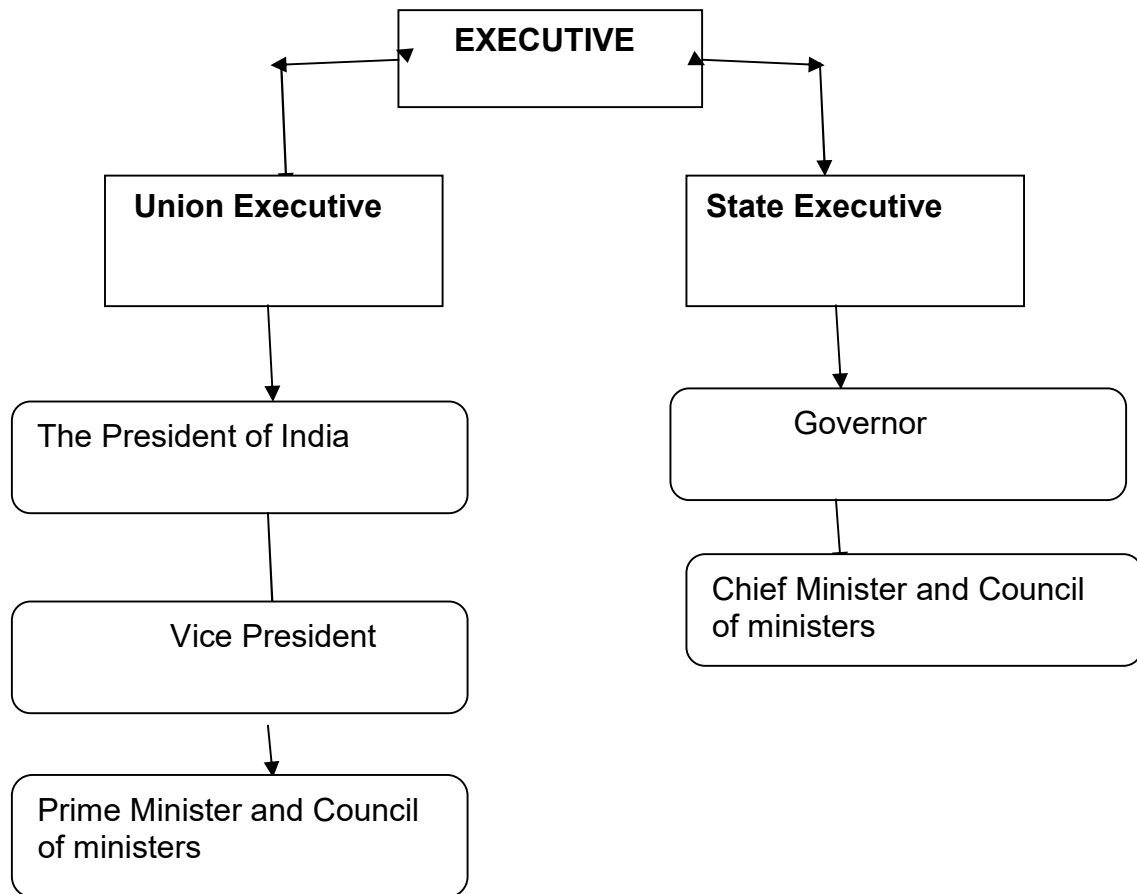 EXECUTIVE
Union Executive
State Executive
The President of India
Governor
Vice President
Chief Minister and Council
of ministers
Prime Minister and Council
of ministers